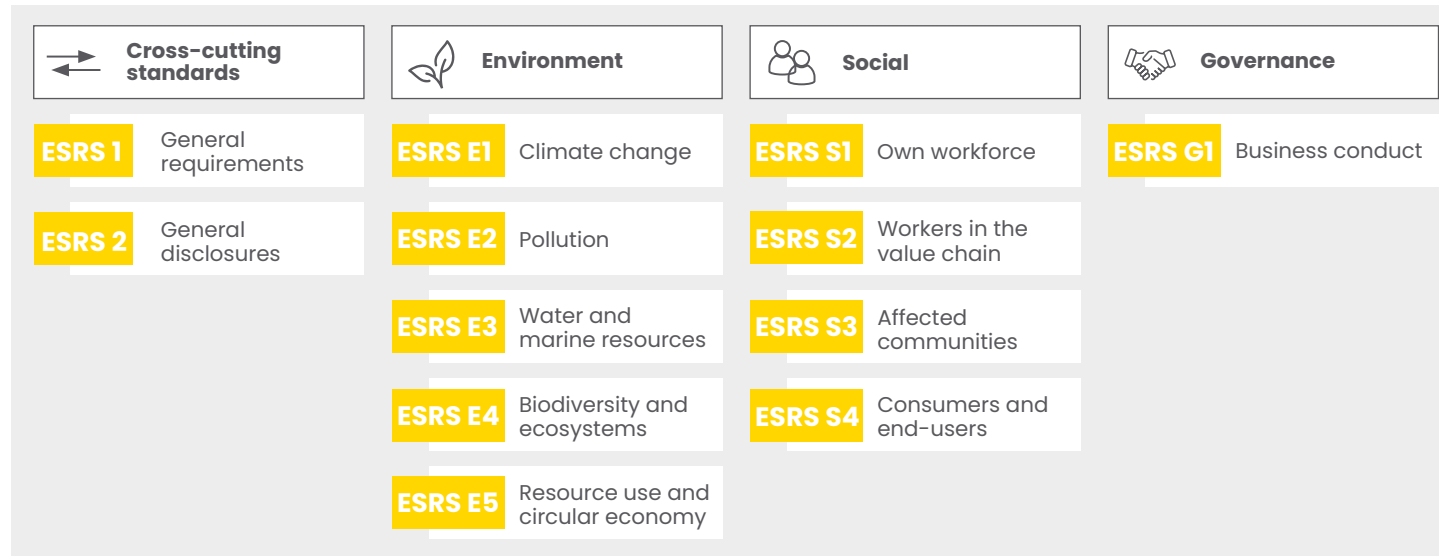 Cross-cutting
standards
ESRS 1
General
requirements
ESRS 2
General
disclosures
Environment
ESRS E1
Climate change
ESRS E2
Pollution
ESRS E3
Water and
marine resources
ESRS E4
Biodiversity and
ecosystems
ESRS E5
Resource use and
circular economy
Social
ESRS S1
Own workforce
ESRS S2
Workers in the
value chain
ESRS S3
Affected
communities
ESRS S4
Consumers and
end-users
Governance
ESRS G1
Business conduct